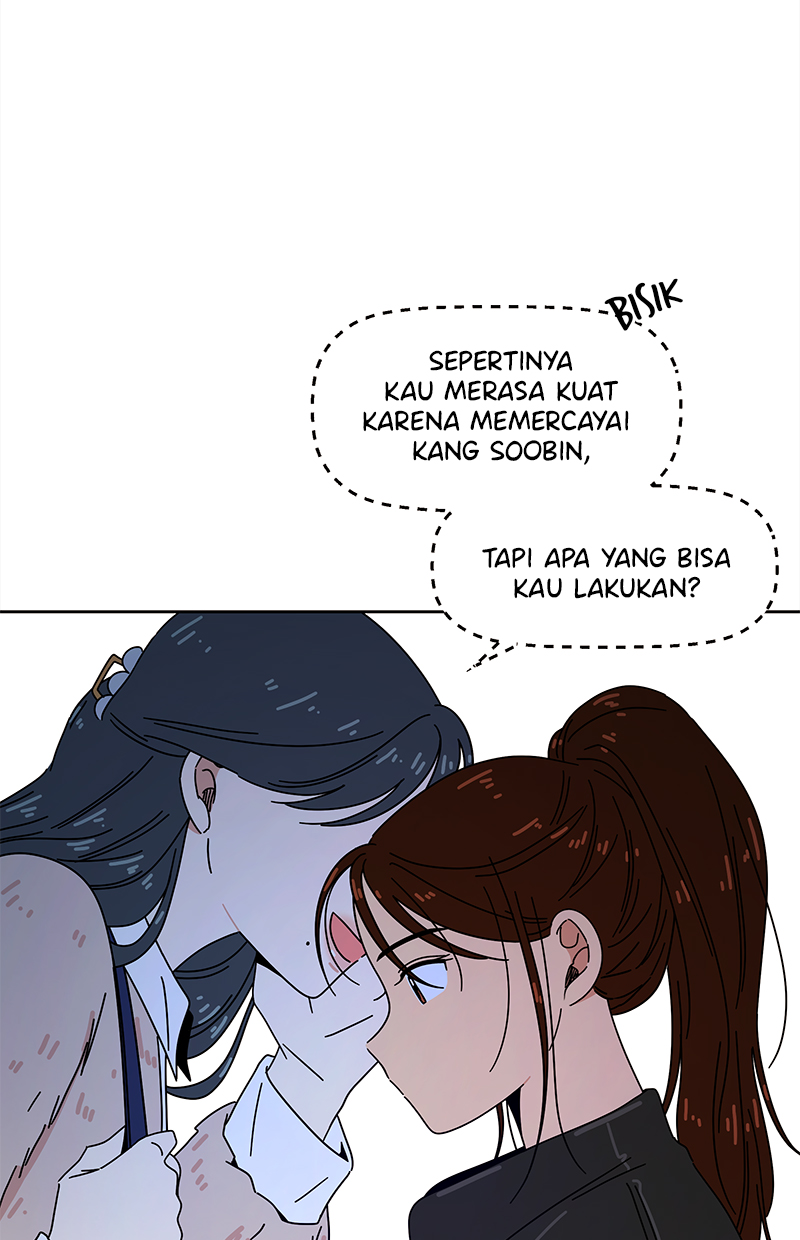 BISIK
SEPERTINYA
KAU MERASA KUAT
KARENA MEMERCAYAI
KANG SOOBIN,
TAPI APA YANG BISA
KAU LAKUKAN?